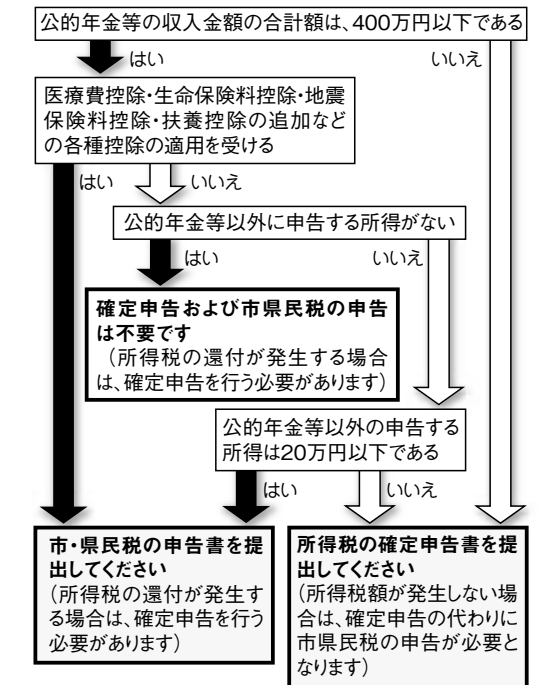 公的年金等の収入金額の合計額は、400万円以下である
はい
いいえ
医療費控除・生命保険料控除・地震
保険料控除・扶養控除の追加など
の各種控除の適用を受ける
はい
いいえ
公的年金等以外に申告する所得がない
はい
いいえ
確定申告および市県民税の申告
は不要です
（所得税の還付が発生する場合
は、確定申告を行う必要があります）
公的年金等以外の申告する
所得は20万円以下である
はい
いいえ
市・県民税の申告書を提
出してください
（所得税の還付が発生す
る場合は、確定申告を行う
必要があります）
所得税の確定申告書を提
出してください
（所得税額が発生しない場
合は、確定申告の代わりに
市県民税の申告が必要と
なります）